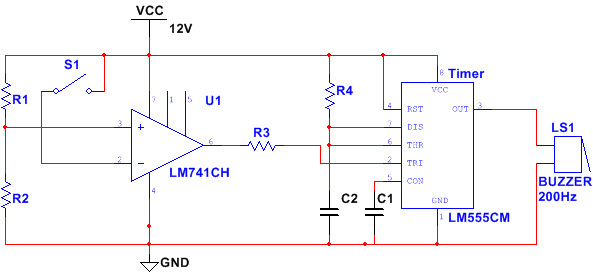 VCC
12V
S1
8
Timer
VCC
R1
7
1
5
U1
R4
4
RST
OUT
3
3
+
7
DIS
LS1
6
R3
6
THR
2
−
2
TRI
LM741CH
5
CON
BUZZER
200Hz
4
R2
C2
C1
GND
1
LM555CM
GND